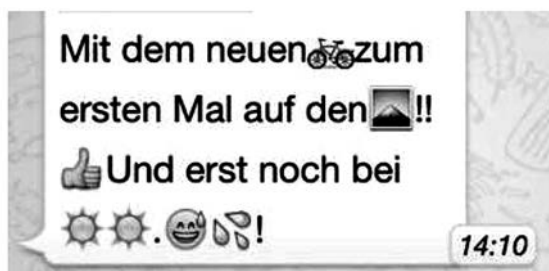 Mit dem neuen🚲zum
ersten Mal auf den🗻!!
👍Und erst noch bei
☀☀.😅💦!
14:10